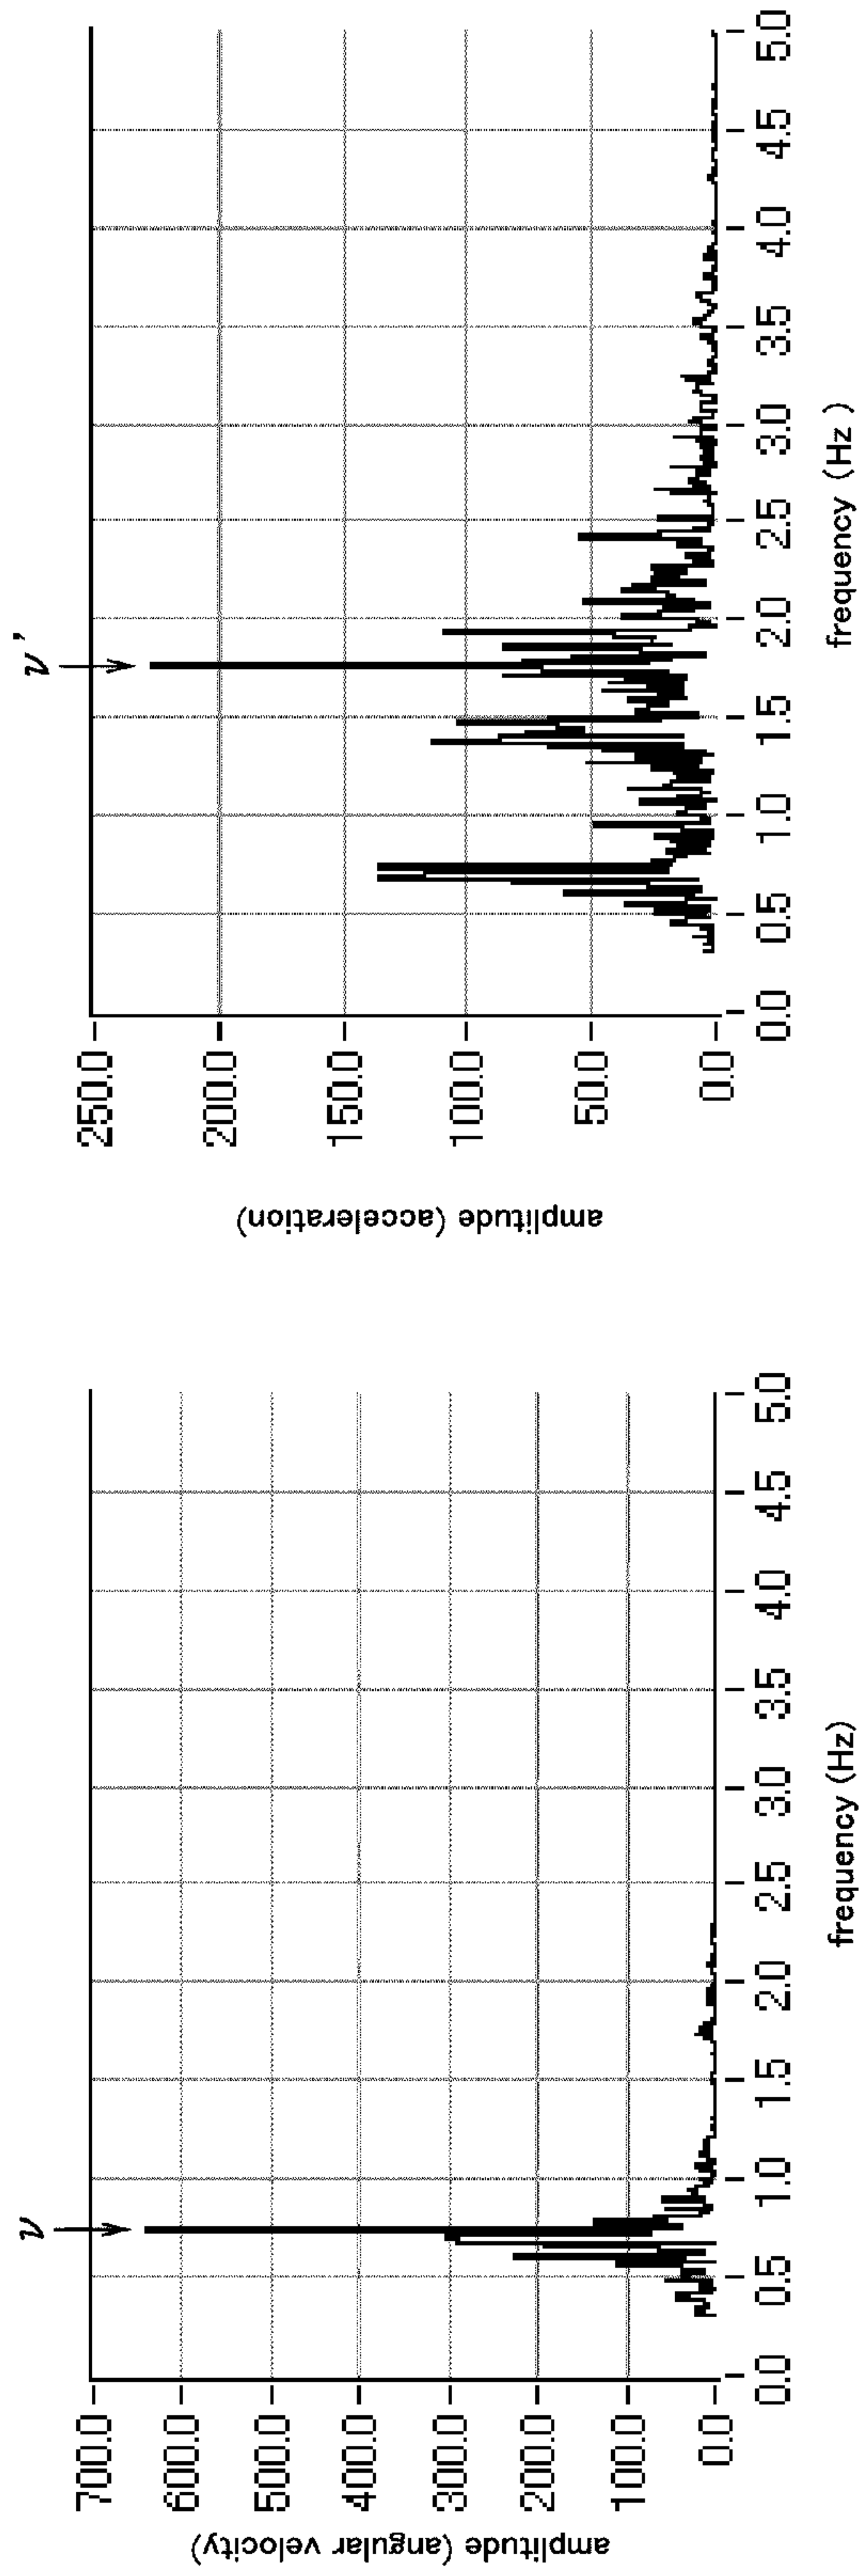 ν
700.0
600.0
500.0
400.0
300.0
200.0
100.0
0.0
amplitude (angular velocity)
0.0 0.5 1.0 1.5 2.0 2.5 3.0 3.5 4.0 4.5 5.0
frequency (Hz)
ν'
250.0
200.0
150.0
100.0
50.0
0.0
amplitude (acceleration)
0.0 0.5 1.0 1.5 2.0 2.5 3.0 3.5 4.0 4.5 5.0
frequency (Hz)